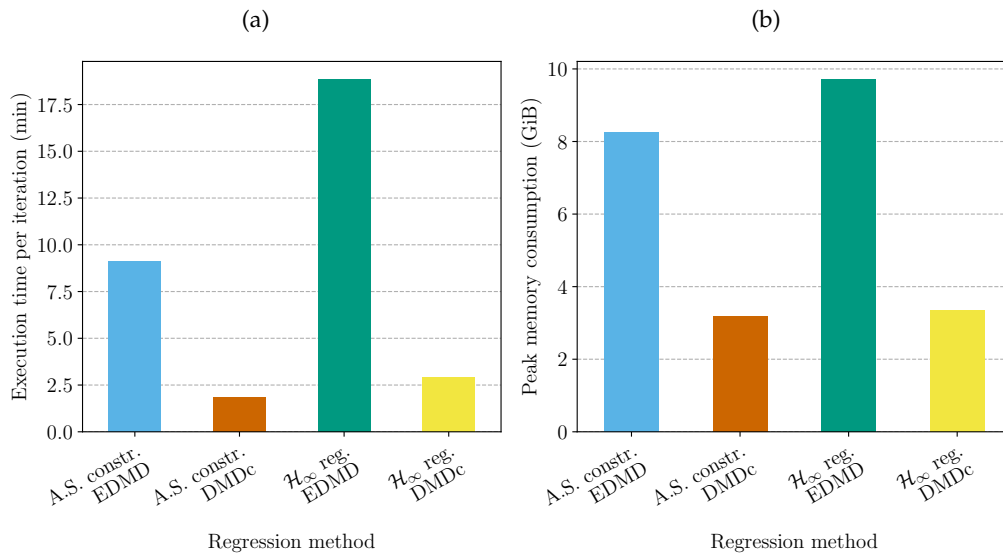 (a)
Execution time per iteration (min)
17.5
15.0
12.5
10.0
7.5
5.0
2.5
0.0
A.S. constr.
EDMD
A.S. constr.
DMDc
ℋ∞ reg.
EDMD
ℋ∞ reg.
DMDc
Regression method
(b)
Peak memory consumption (GiB)
10
8
6
4
2
0
A.S. constr.
EDMD
A.S. constr.
DMDc
ℋ∞ reg.
EDMD
ℋ∞ reg.
DMDc
Regression method